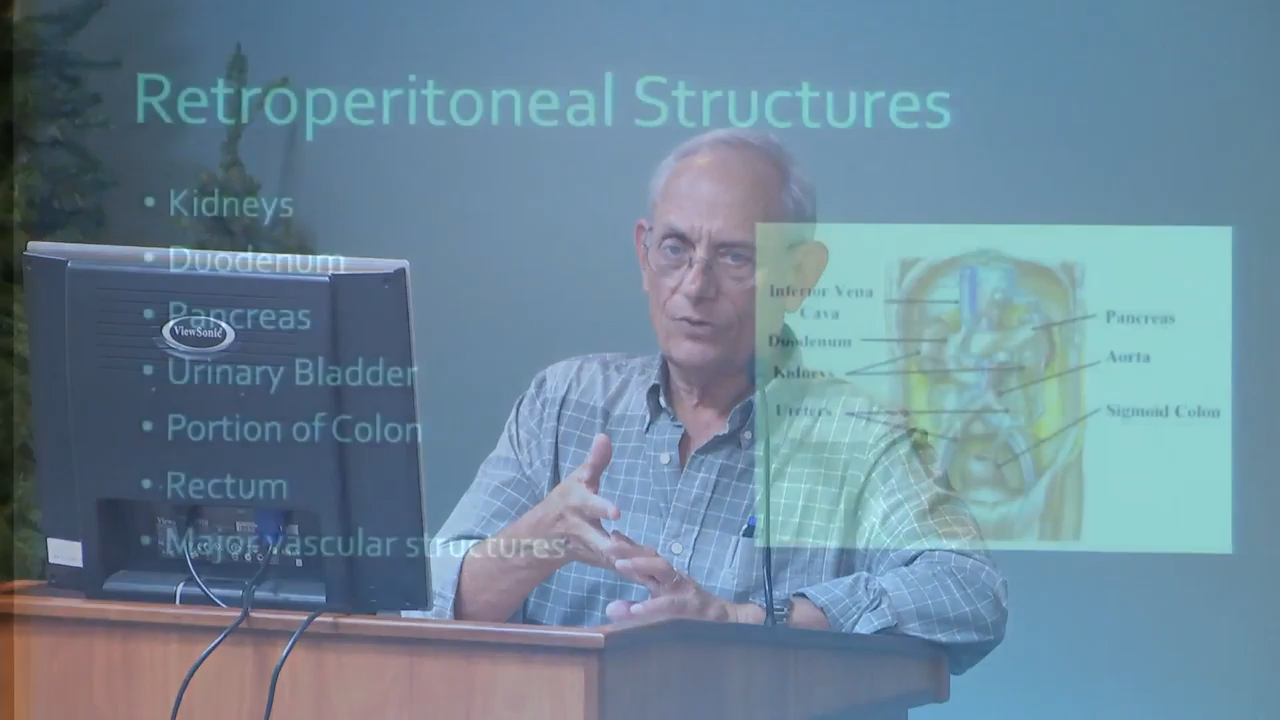 Retroperitoneal Structures
• Kidneys
• Duodenum
• Pancreas
• Urinary Bladder
• Portion of Colon
• Rectum
• Major vascular structures
ViewSonic
Inferior Vena
Cava
Duodenum
Kidneys
Ureters
Pancreas
Aorta
Sigmoid Colon